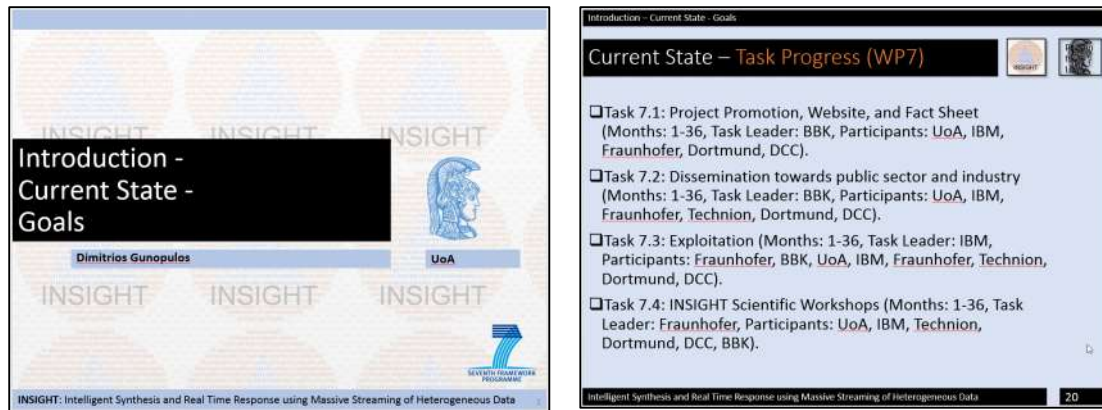 INSIGHT INSIGHT INSIGHT
Introduction -
Current State -
Goals
Dimitrios Gunopulos
UoA
INSIGHT INSIGHT INSIGHT
SEVENTH FRAMEWORK
PROGRAMME
INSIGHT: Intelligent Synthesis and Real Time Response using Massive Streaming of Heterogeneous Data
Introduction – Current State - Goals
Current State – Task Progress (WP7)
INSIGHT
Task 7.1: Project Promotion, Website, and Fact Sheet
(Months: 1-36, Task Leader: BBK, Participants: UoA, IBM,
Fraunhofer, Dortmund, DCC).
Task 7.2: Dissemination towards public sector and industry
(Months: 1-36, Task Leader: BBK, Participants: UoA, IBM,
Fraunhofer, Technion, Dortmund, DCC).
Task 7.3: Exploitation (Months: 1-36, Task Leader: IBM,
Participants: Fraunhofer, BBK, UoA, IBM, Fraunhofer, Technion,
Dortmund, DCC).
Task 7.4: INSIGHT Scientific Workshops (Months: 1-36, Task
Leader: Fraunhofer, Participants: UoA, IBM, Technion,
Dortmund, DCC, BBK).
Intelligent Synthesis and Real Time Response using Massive Streaming of Heterogeneous Data
20